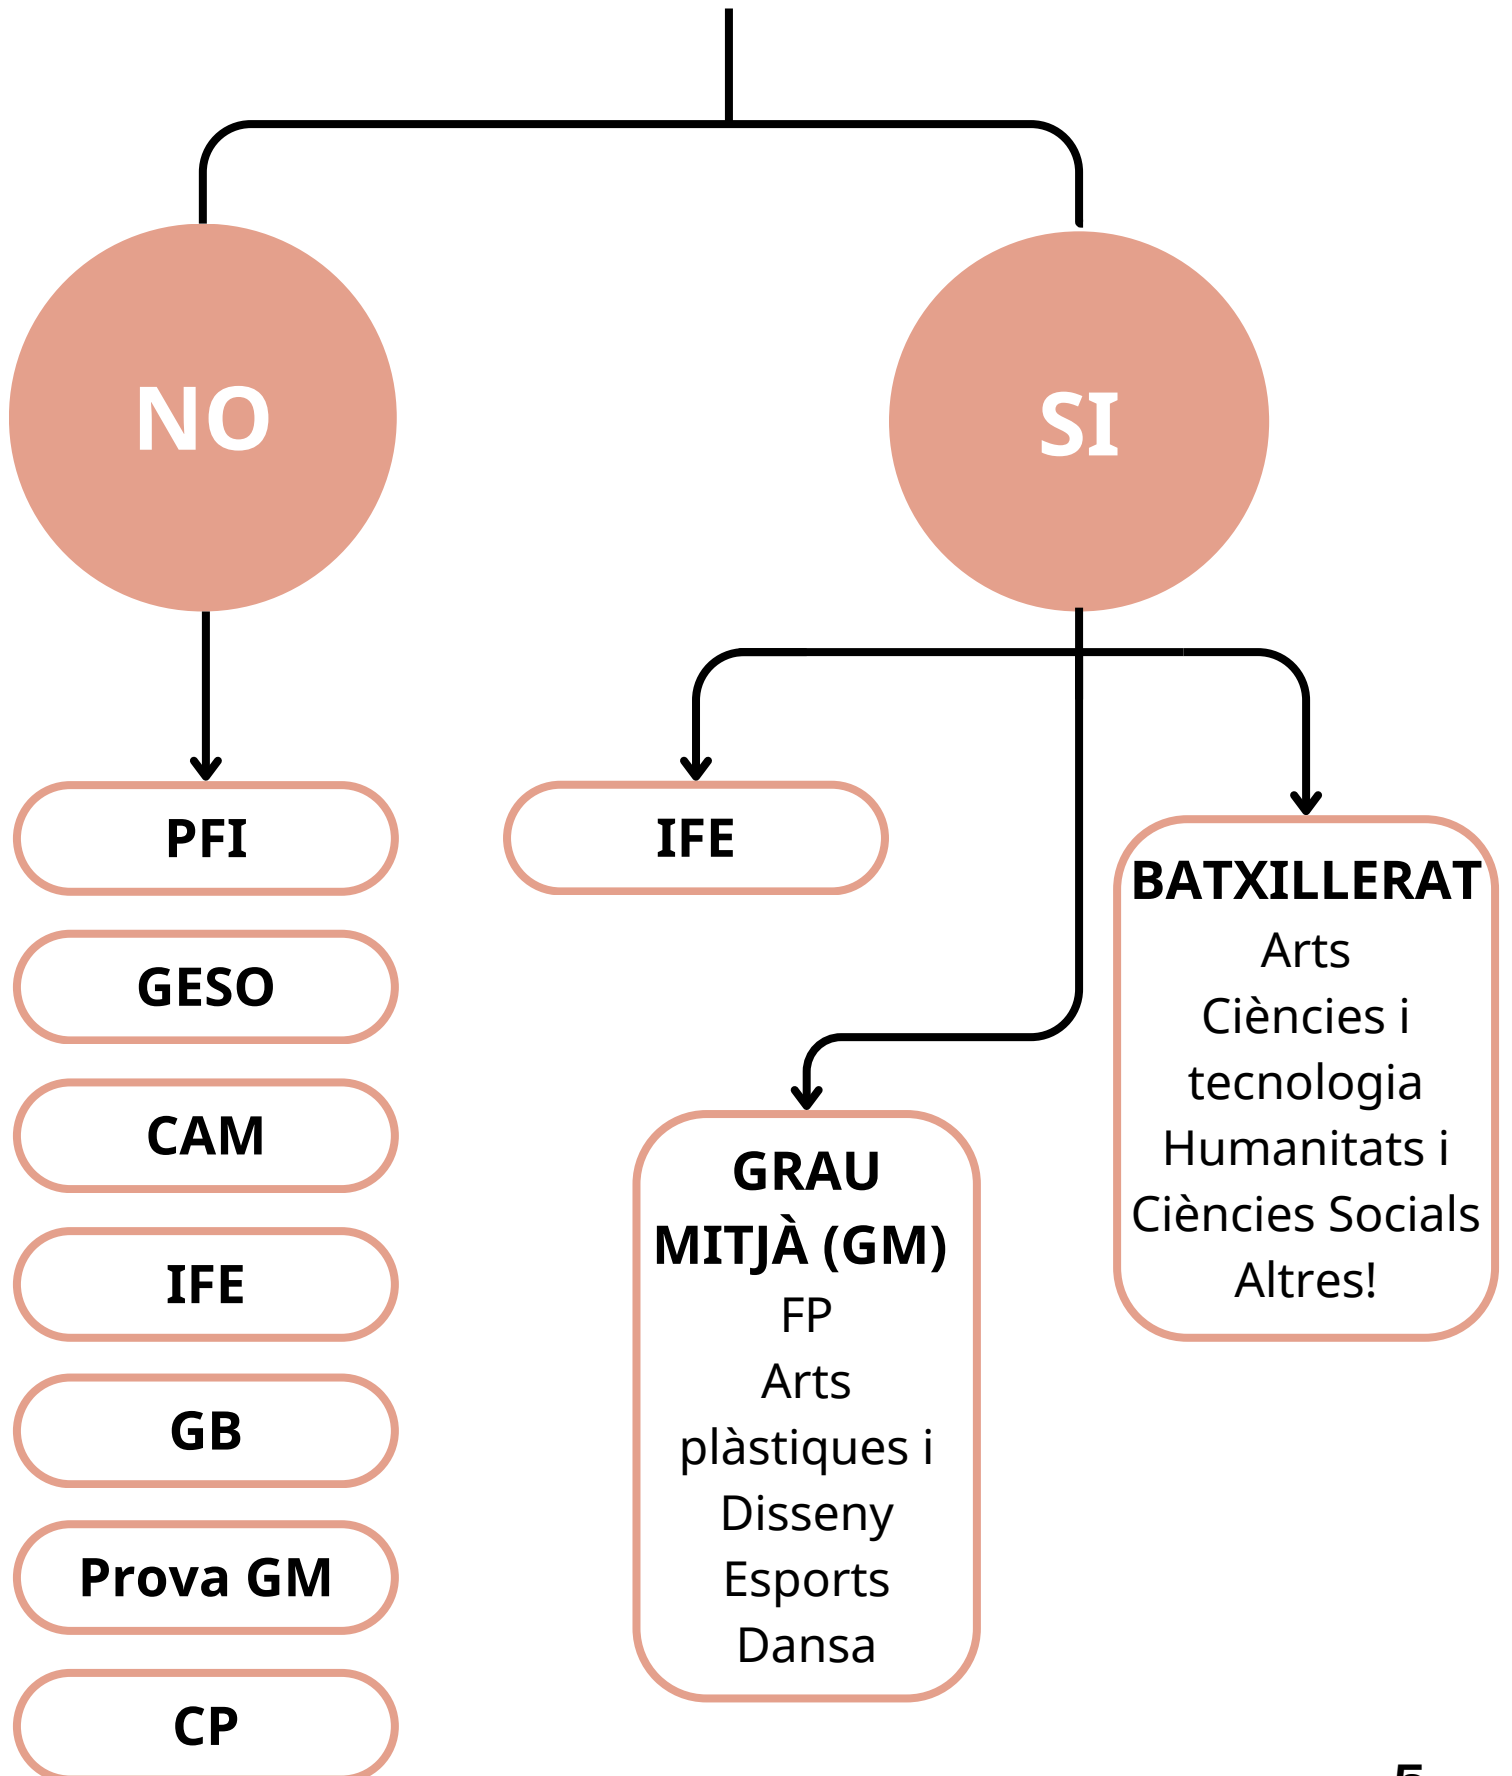 NO
SI
PFI
GESO
CAM
IFE
GB
Prova GM
CP
IFE
GRAU
MITJÀ (GM)
FP
Arts
plàstiques i
Disseny
Esports
Dansa
BATXILLERAT
Arts
Ciències i
tecnologia
Humanitats i
Ciències Socials
Altres!